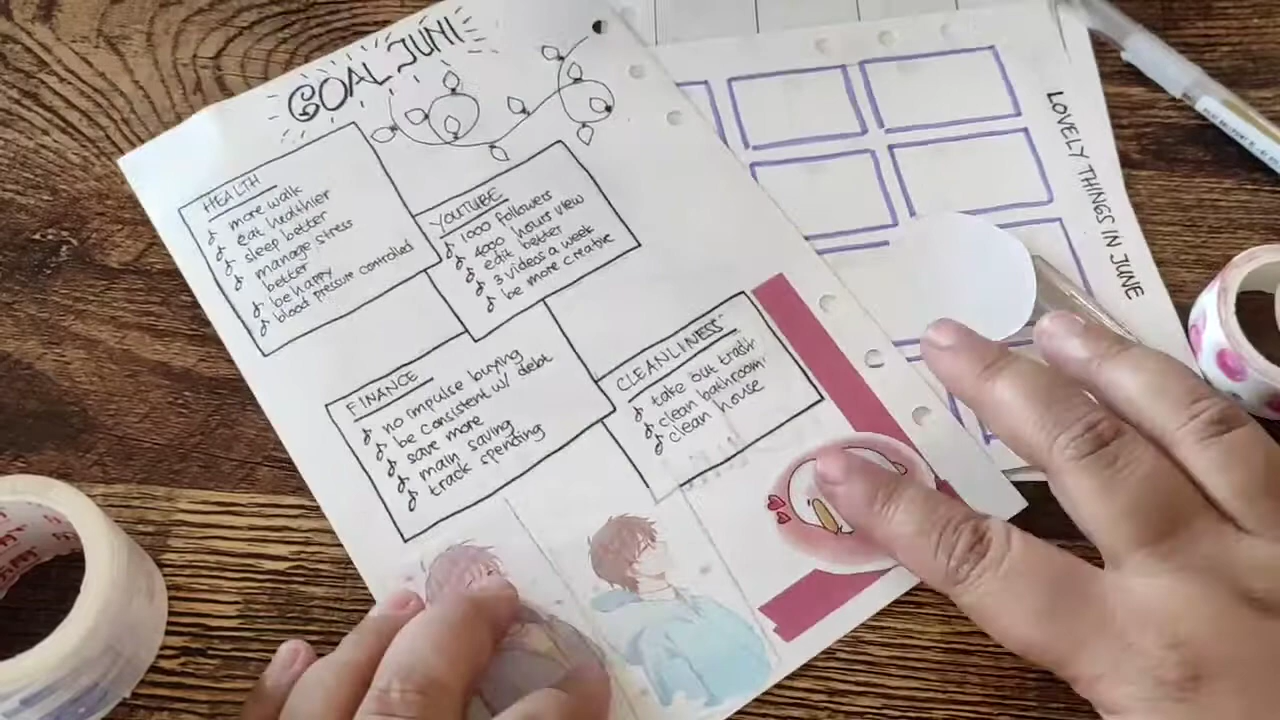 GOAL JUNI
HEALTH
more walk
eat healthier
sleep better
manage stress
better
be happy
blood pressure controlled
YOUTUBE
1000 followers
4000 hours view
edit better
3 videos a week
be more creative
FINANCE
no impulse buying
be consistent w/ debt
save more
main saving
track spending
CLEANLINESS
take out trash
clean bathroom
clean house
LOVELY THINGS IN JUNE